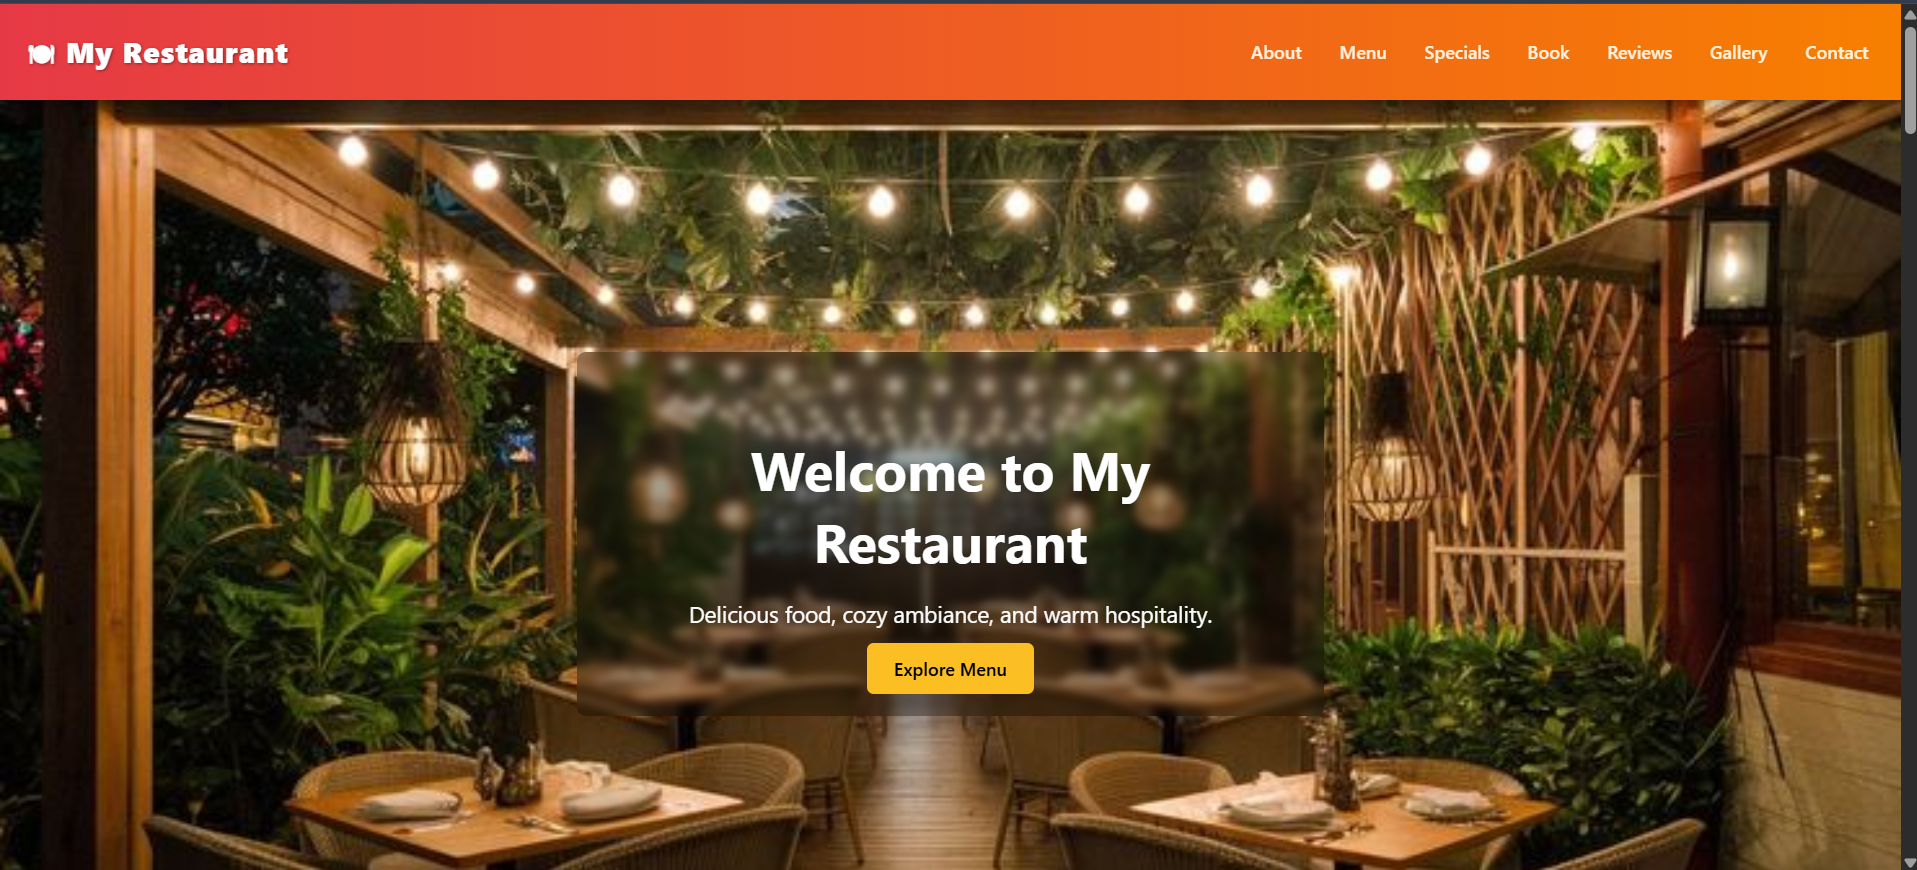 My Restaurant
About Menu Specials Book Reviews Gallery Contact
Welcome to My
Restaurant
Delicious food, cozy ambiance, and warm hospitality.
Explore Menu